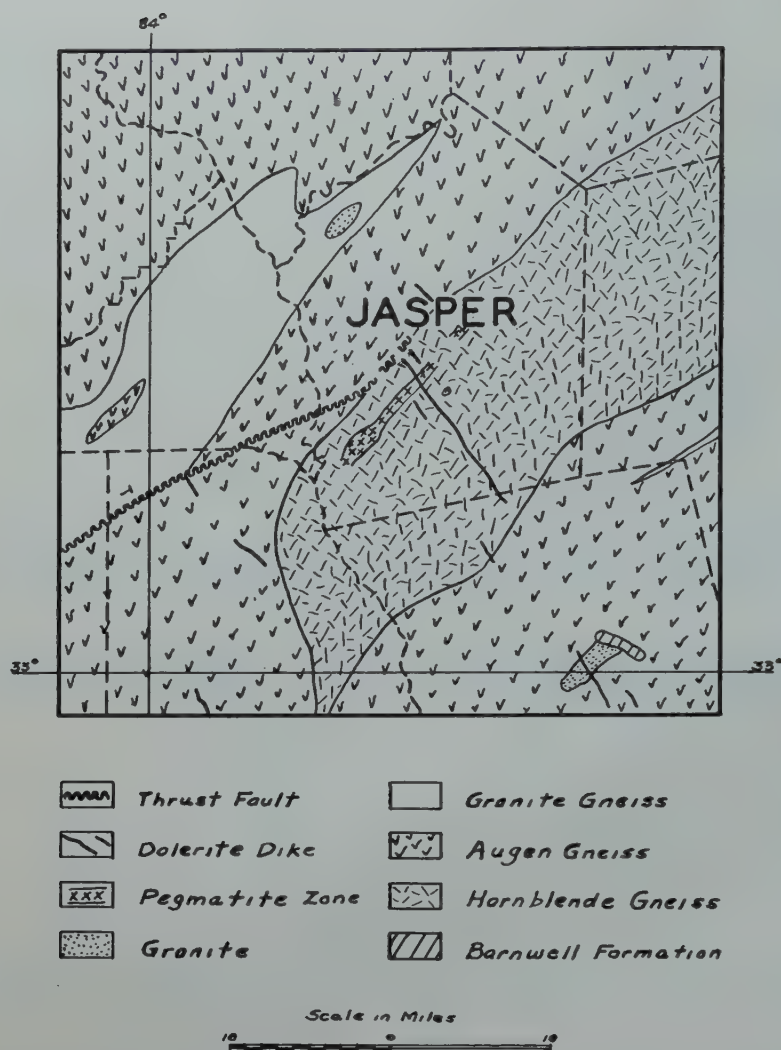 84°
JASPER
33° 33°
Thrust Fault
Dolerite Dike
Pegmatite Zone
Granite
Granite Gneiss
Augen Gneiss
Hornblende Gneiss
Barnwell Formation
Scale in Miles
10 0 10